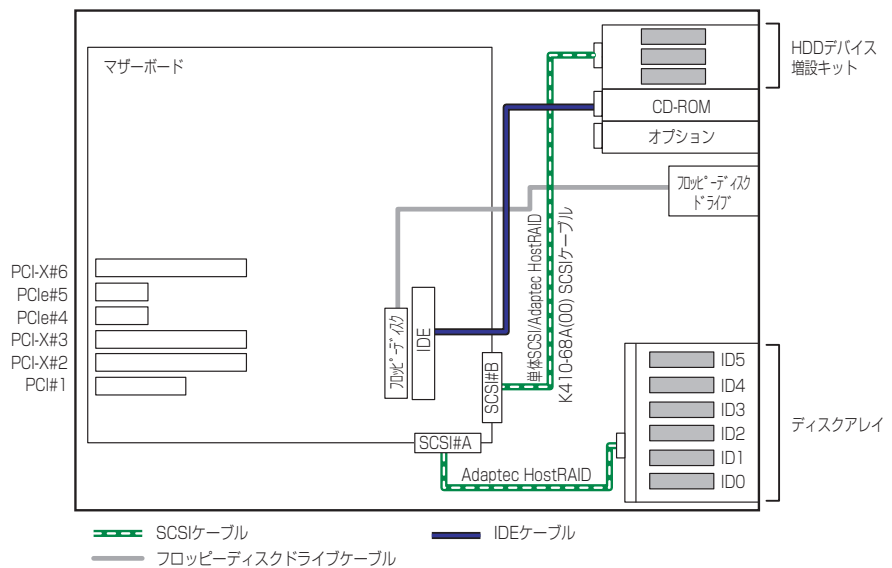 マザーボード
HDDデバイス
増設キット
CD-ROM
オプション
フロッピーディスク
ドライブ
単体SCSI/Adaptec HostRAID
K410-68A(00) SCSIケーブル
PCI-X#6
PCIe#5
PCIe#4
PCI-X#3
PCI-X#2
PCI#1
フロッピーディスク
IDE
SCSI#B
SCSI#A
Adaptec HostRAID
ID5
ID4
ID3
ID2
ID1
ID0
ディスクアレイ
SCSIケーブル
IDEケーブル
フロッピーディスクドライブケーブル